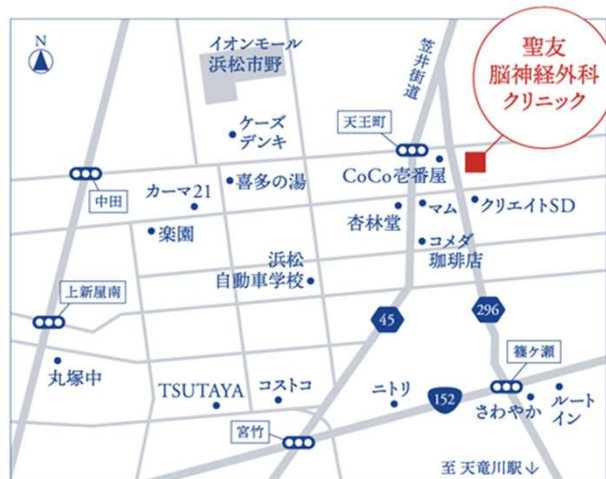 N
イオンモール
浜松市野
笠井街道
聖友
脳神経外科
クリニック
ケーズ
デンキ
天王町
CoCo壱番屋
中田
カーマ21
喜多の湯
杏林堂
マム
クリエイトSD
楽園
浜松
自動車学校
コメダ
珈琲店
上新屋南
45
296
丸塚中
篠ケ瀬
TSUTAYA
コストコ
ニトリ
152
さわやか
ルート
イン
宮竹
至 天竜川駅↓